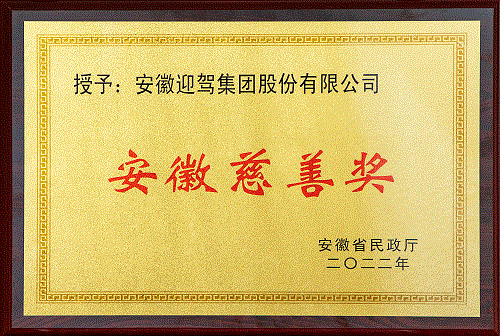 授予：安徽迎驾集团股份有限公司
安徽慈善奖
安徽省民政厅
二〇二二年